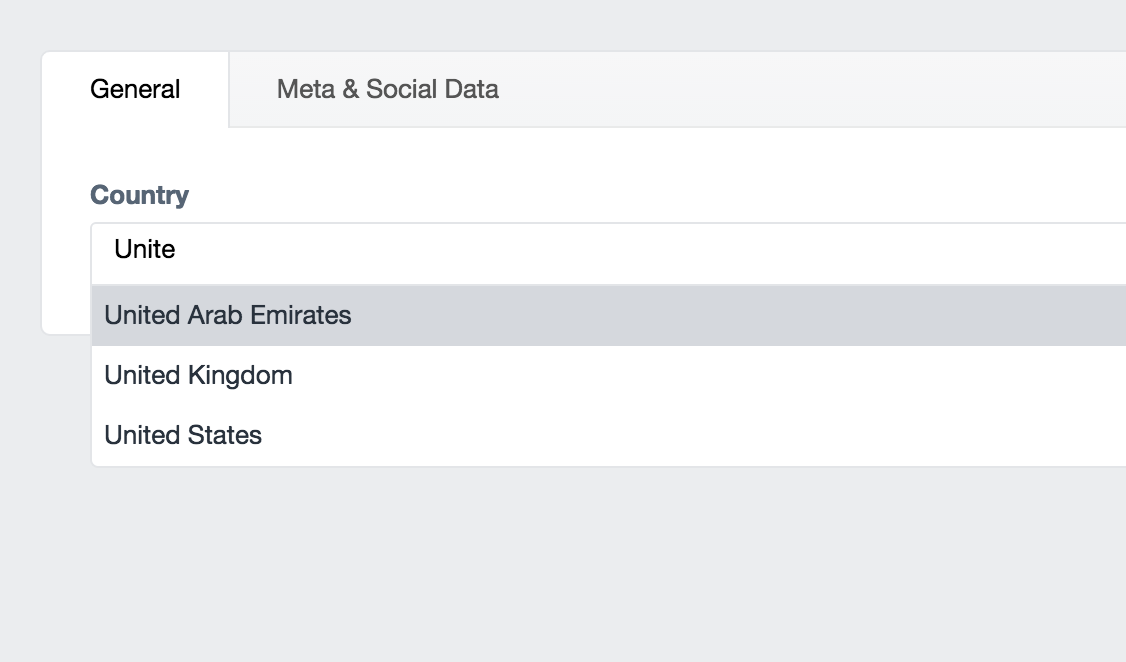 General
Meta & Social Data
Country
Unite
United Arab Emirates
United Kingdom
United States